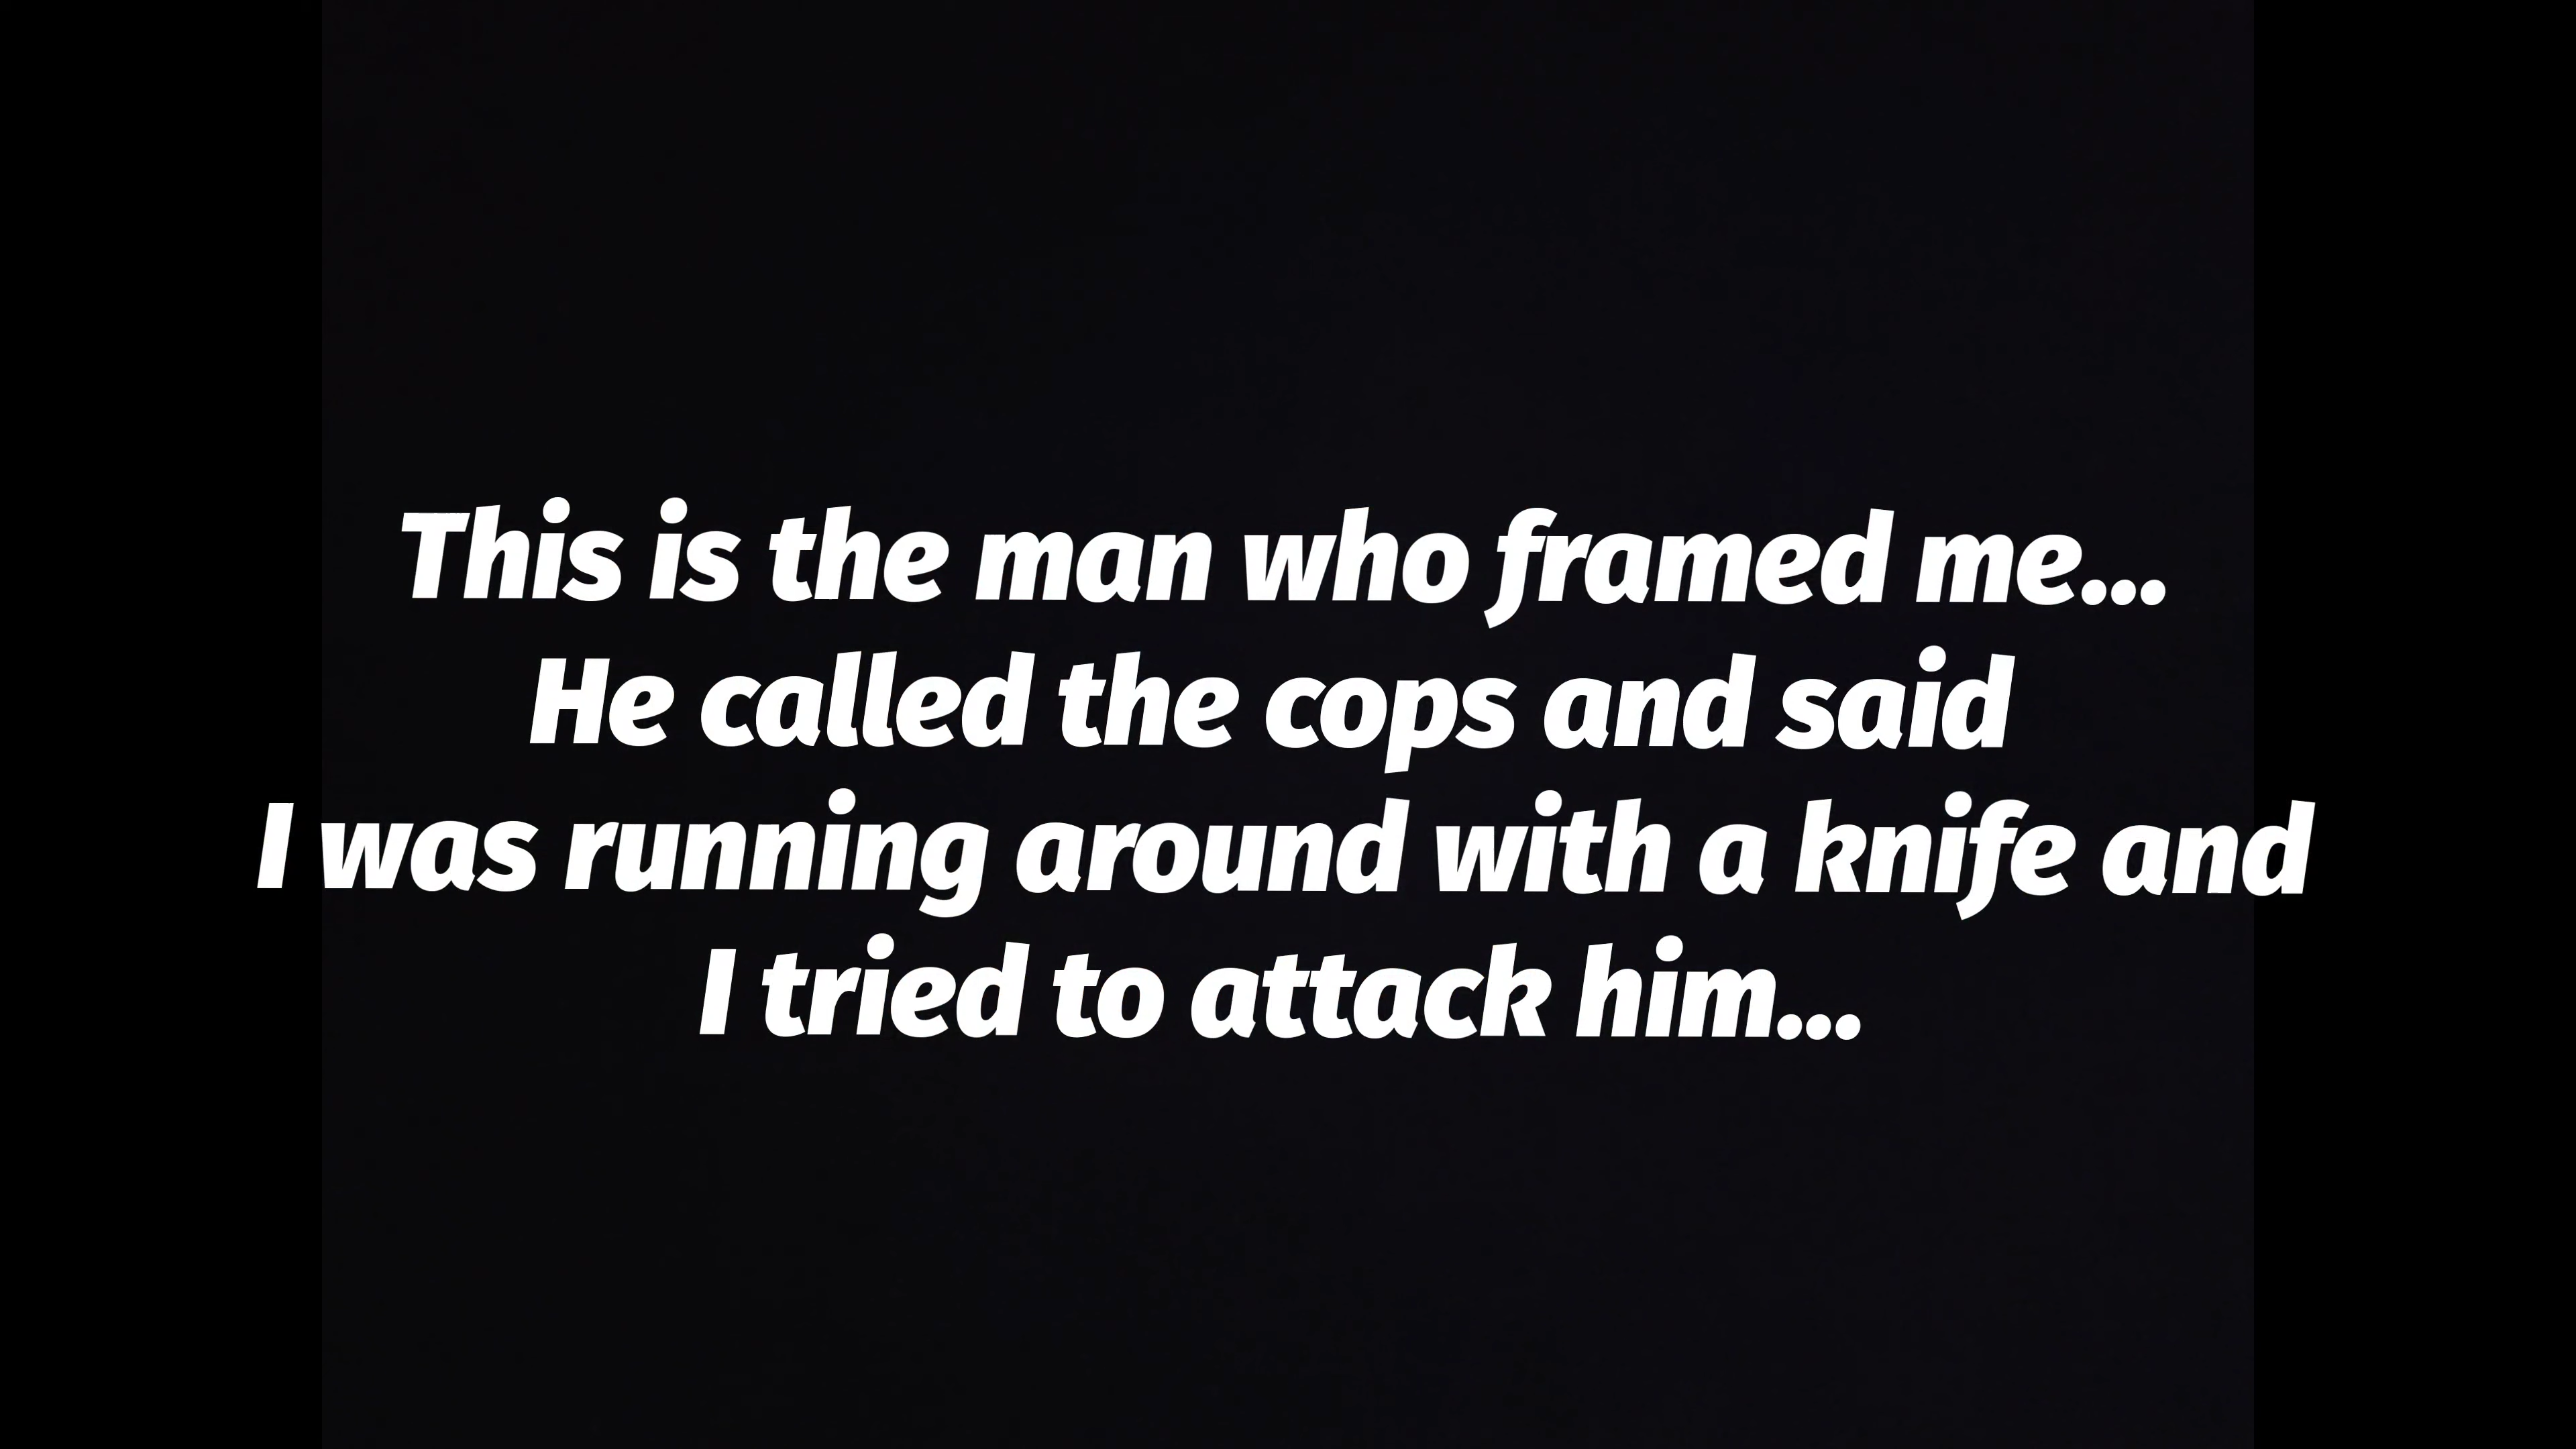 This is the man who framed me...
He called the cops and said
I was running around with a knife and
I tried to attack him...